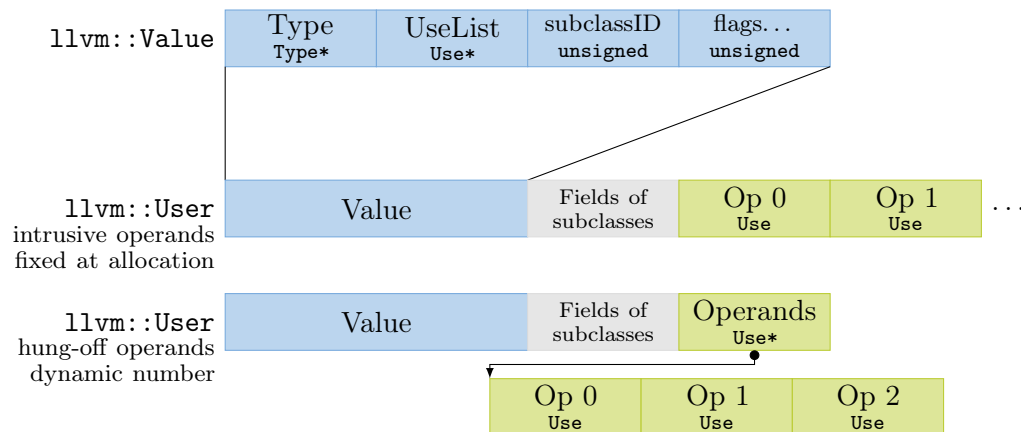 llvm::Value
Type
Type*
UseList
Use*
subclassID
unsigned
flags...
unsigned
llvm::User
intrusive operands
fixed at allocation
Value
Fields of
subclasses
Op 0
Use
Op 1
Use
...
llvm::User
hung-off operands
dynamic number
Value
Fields of
subclasses
Operands
Use*
Op 0
Use
Op 1
Use
Op 2
Use